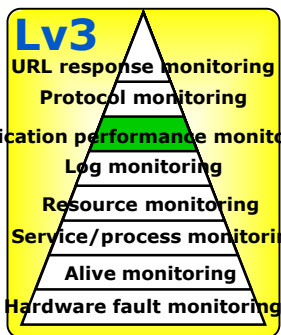 Lv3
URL response monitoring
Protocol monitoring
ication performance monito
Log monitoring
Resource monitoring
Service/process monitorin
Alive monitoring
Hardware fault monitoring